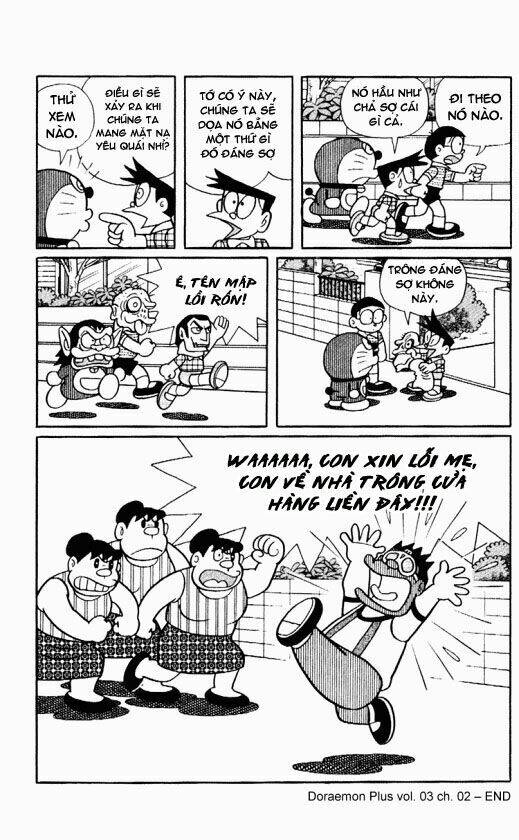 ĐI THEO
NÓ NÀO.
NÓ HẦU NHƯ
CHẢ SỢ CÁI
GÌ CẢ.
TỚ CÓ Ý NÀY,
CHÚNG TA SẼ
DỌA NÓ BẰNG
MỘT THỨ GÌ
ĐÓ ĐÁNG SỢ
ĐIỀU GÌ SẼ
XẢY RA KHI
CHÚNG TA
MANG MẶT NẠ
YÊU QUÁI NHỈ?
THỬ
XEM
NÀO.
TRÔNG ĐÁNG
SỢ KHÔNG
NÀY.
Ê, TÊN MẬP
LỒI RỐN!
WAAAAAA, CON XIN LỖI MẸ,
CON VỀ NHÀ TRÔNG CỬA
HÀNG LIỀN ĐÂY!!!
Doraemon Plus vol. 03 ch. 02 – END